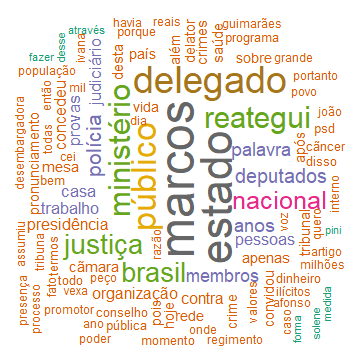 através
desse
fazer
população
ivana
havia
porque
reais
guimarães
crimes
delator
programa
além
saúde
sobre
grande
desta
país
judiciário
delegado
portanto
povo
desembargadora
pronunciamento
todas
então
concedeu
mil
provas
polícia
ministério
vida
dia
público
marcos
estado
reategui
joão
psd
após
câncer
disso
cei
mesa
bem
palavra
deputados
interno
casa
trabalho
nacional
presidência
anos
pessoas
voz
tribunal
quero
pini
assumiu
tribuna
justiça
razão
brasil
câmara
apenas
artigo
milhões
fato
termos
vexa
peço
membros
dinheiro
ilícitos
afonso
presença
processo
todo
organização
posição
hoje
contra
rede
crime
valores
convidou
caso
promotor
conselho
ano
pública
onde
poder
momento
regimento
forma
solene
medida